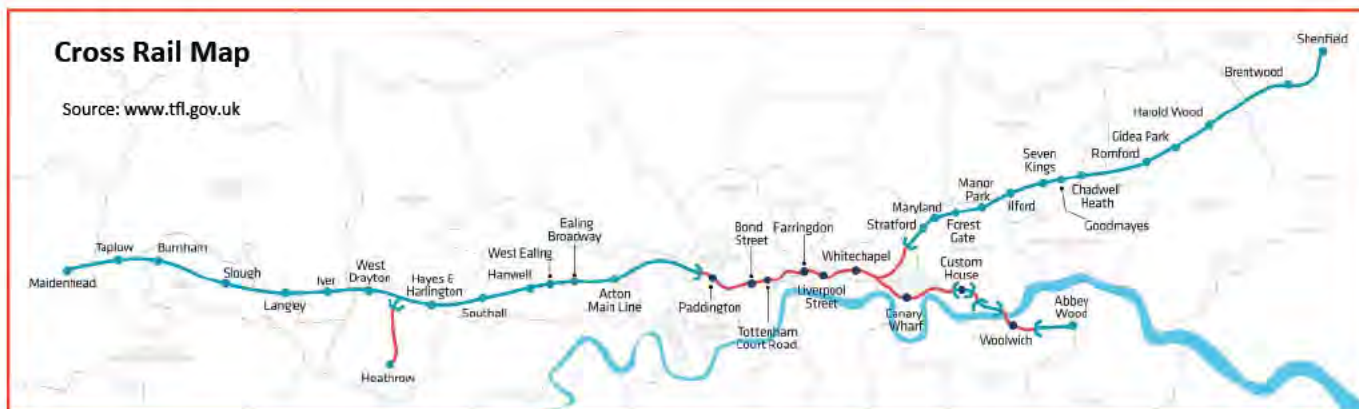 Cross Rail Map
Source: www.tfl.gov.uk
Shenfield
Brentwood
Harold Wood
Gidea Park
Romford
Seven
Kings
Chadwell
Heath
Goodmayes
Ilford
Manor
Park
Forest
Gate
Maryland
Stratford
Whitechapel
Liverpool
Street
Farringdon
Bond
Street
Tottenham
Court Road
Paddington
Custom
House
Canary
Wharf
Woolwich
Abbey
Wood
Acton
Main Line
Ealing
Broadway
West Ealing
Hanwell
Southall
Hayes &
Harlington
Heathrow
West
Drayton
Iver
Langley
Slough
Burnham
Taplow
Maidenhead